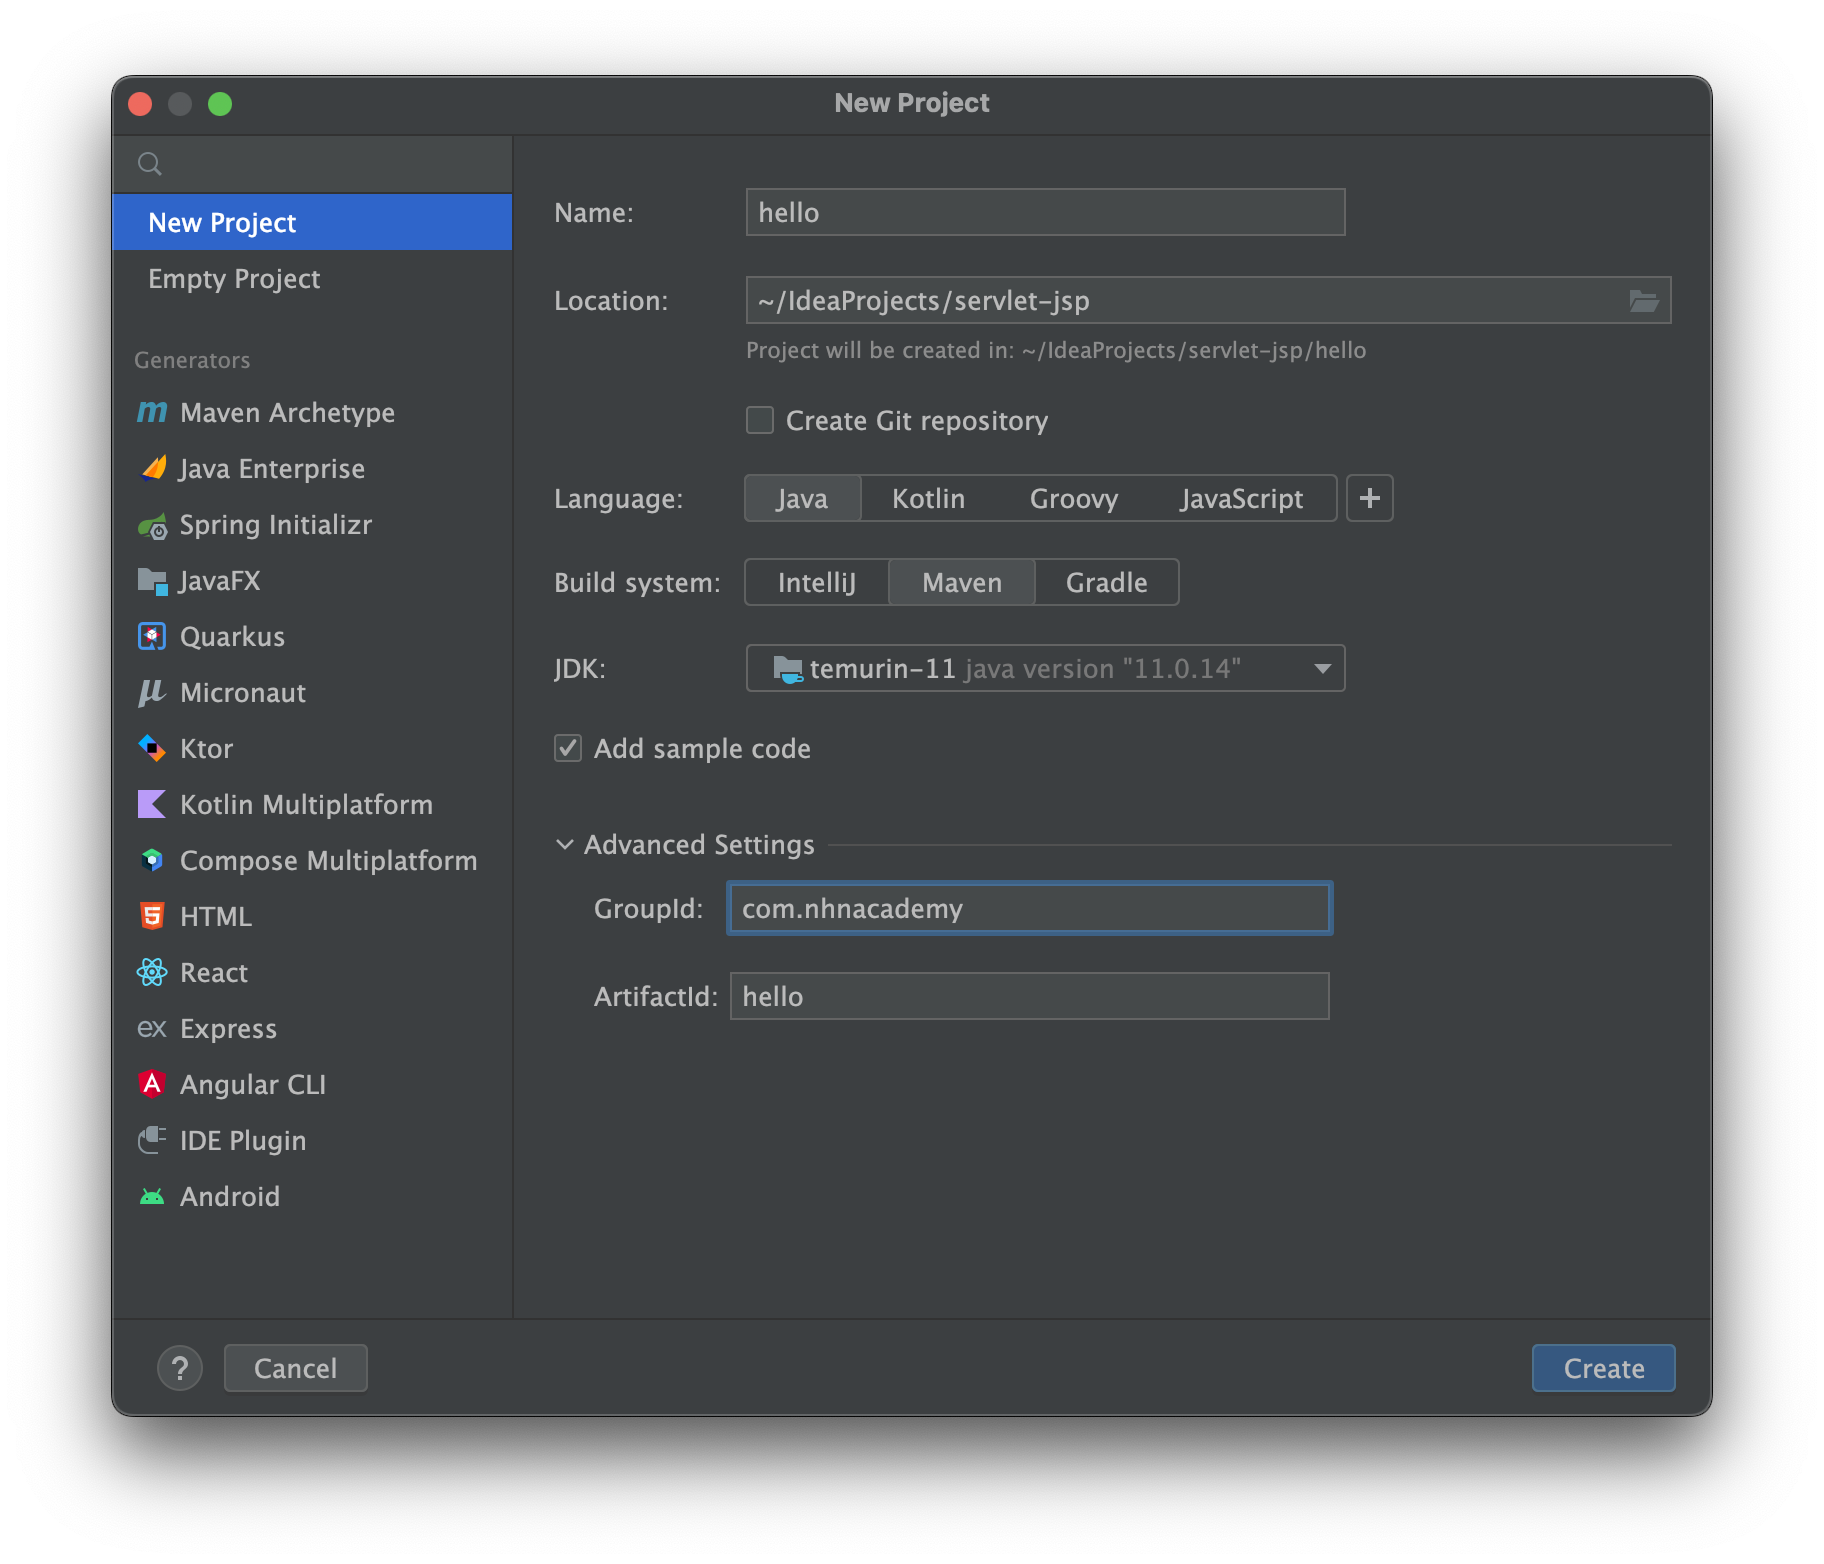 New Project
New Project
Empty Project
Generators
Maven Archetype
Java Enterprise
Spring Initializr
JavaFX
Quarkus
Micronaut
Ktor
Kotlin Multiplatform
Compose Multiplatform
HTML
React
ex Express
Angular CLI
IDE Plugin
Android
Name: hello
Location: ~/IdeaProjects/servlet-jsp
Project will be created in: ~/IdeaProjects/servlet-jsp/hello
Create Git repository
Language: Java Kotlin Groovy JavaScript +
Build system: IntelliJ Maven Gradle
JDK: temurin-11 java version "11.0.14"
Add sample code
Advanced Settings
GroupId: com.nhnacademy
ArtifactId: hello
? Cancel Create